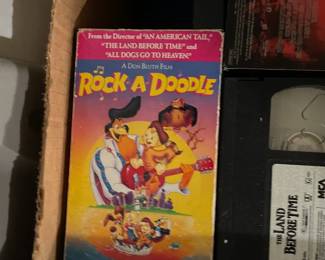 From the Director of "AN AMERICAN TAIL,"
"THE LAND BEFORE TIME" and
"ALL DOGS GO TO HEAVEN"
A DON BLUTH FILM
ROCK-A-DOODLE
THE LAND
BEFORE TIME
MCA